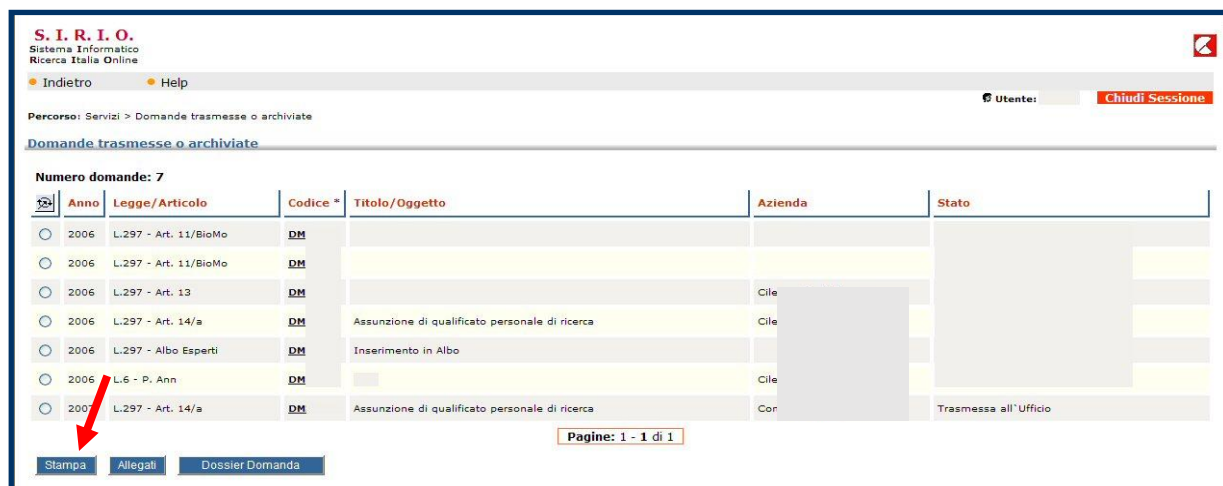 S. I. R. I. O.
Sistema Informatico
Ricerca Italia Online
Indietro Help
Utente: Chiudi Sessione
Percorso: Servizi > Domande trasmesse o archiviate
Domande trasmesse o archiviate
Numero domande: 7
Anno Legge/Articolo Codice * Titolo/Oggetto Azienda Stato
2006 L.297 - Art. 11/BioMo DM
2006 L.297 - Art. 11/BioMo DM
2006 L.297 - Art. 13 DM Cile
2006 L.297 - Art. 14/a DM Assunzione di qualificato personale di ricerca Cile
2006 L.297 - Albo Esperti DM Inserimento in Albo
2006 L.6 - P. Ann DM Cile
2007 L.297 - Art. 14/a DM Assunzione di qualificato personale di ricerca Con Trasmessa all`Ufficio
Pagine: 1 - 1 di 1
Stampa Allegati Dossier Domanda